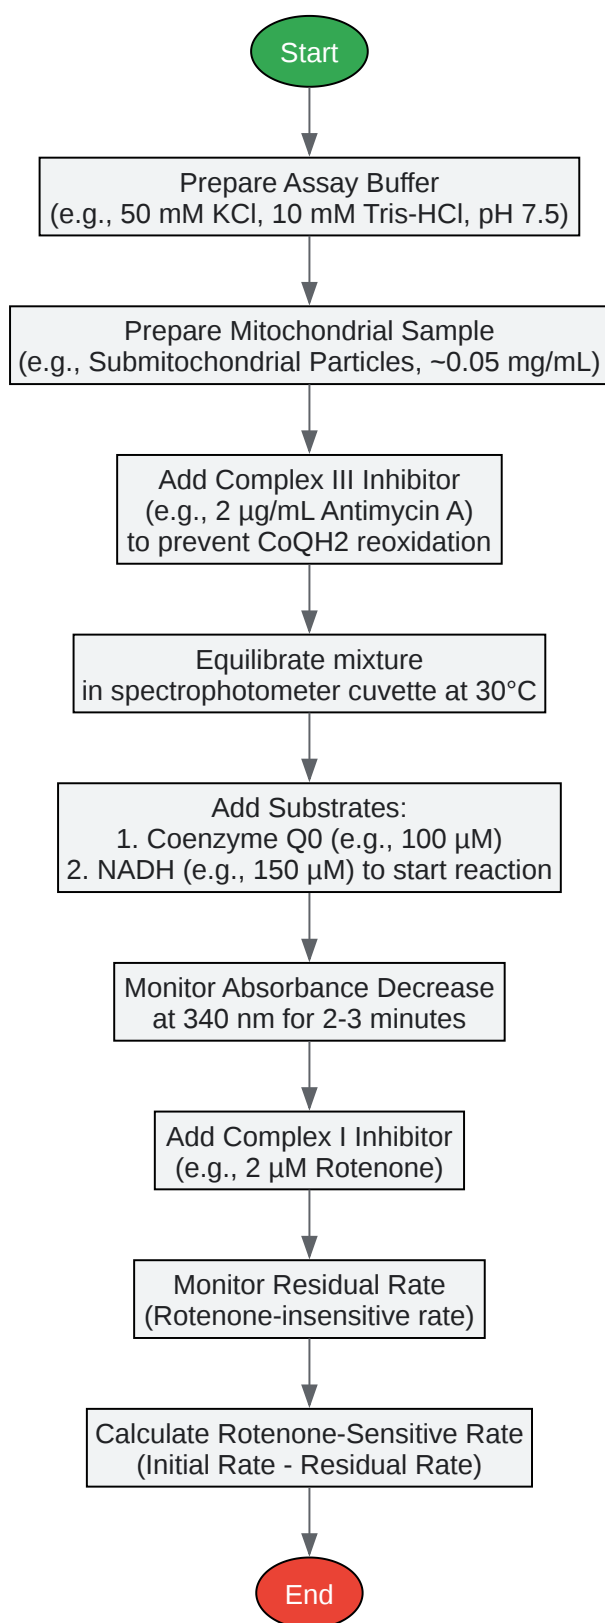 Start
Prepare Assay Buffer
(e.g., 50 mM KCl, 10 mM Tris-HCl, pH 7.5)
Prepare Mitochondrial Sample
(e.g., Submitochondrial Particles, ~0.05 mg/mL)
Add Complex III Inhibitor
(e.g., 2 µg/mL Antimycin A)
to prevent CoQH2 reoxidation
Equilibrate mixture
in spectrophotometer cuvette at 30°C
Add Substrates:
1. Coenzyme Q0 (e.g., 100 µM)
2. NADH (e.g., 150 µM) to start reaction
Monitor Absorbance Decrease
at 340 nm for 2-3 minutes
Add Complex I Inhibitor
(e.g., 2 µM Rotenone)
Monitor Residual Rate
(Rotenone-insensitive rate)
Calculate Rotenone-Sensitive Rate
(Initial Rate - Residual Rate)
End